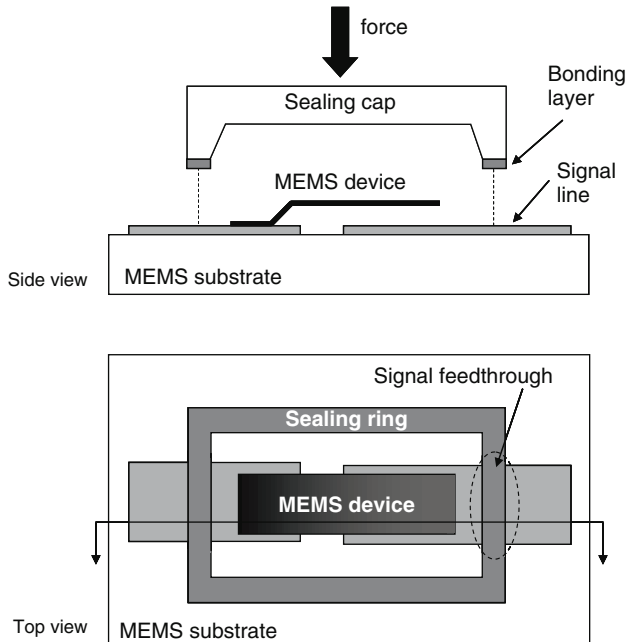 force
Sealing cap
Bonding
layer
MEMS device
Signal
line
Side view
MEMS substrate
Signal feedthrough
Sealing ring
MEMS device
Top view
MEMS substrate